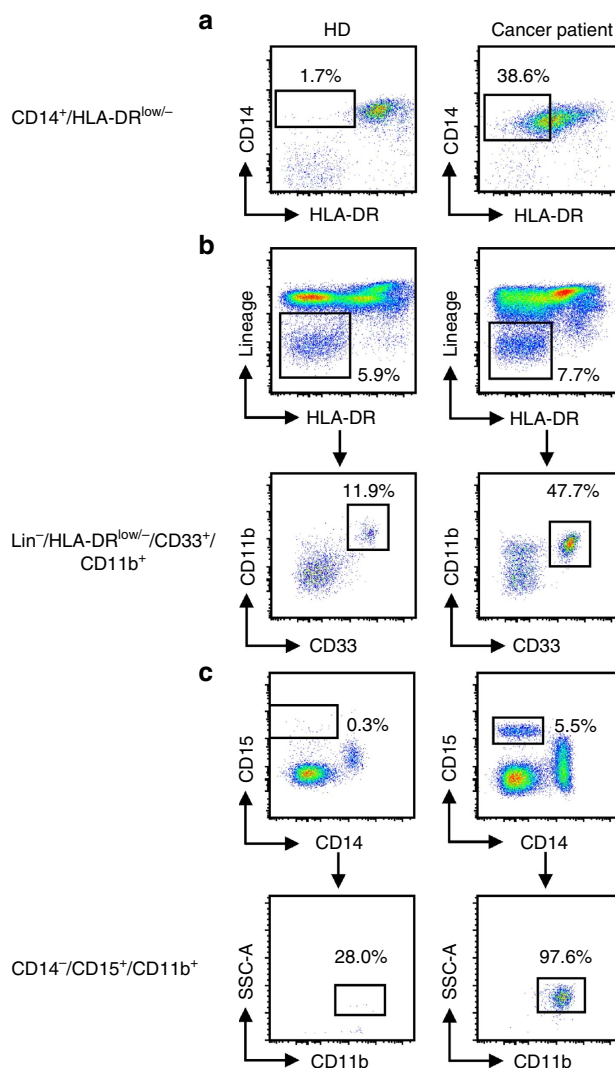 a
HD
Cancer patient
CD14⁺/HLA-DRˡᵒʷ/⁻
1.7%
38.6%
CD14
CD14
HLA-DR
HLA-DR
b
Lineage
Lineage
5.9%
7.7%
HLA-DR
HLA-DR
Lin⁻/HLA-DRˡᵒʷ/⁻/CD33⁺/
CD11b⁺
11.9%
47.7%
CD11b
CD11b
CD33
CD33
c
0.3%
5.5%
CD15
CD15
CD14
CD14
CD14⁻/CD15⁺/CD11b⁺
28.0%
97.6%
SSC-A
SSC-A
CD11b
CD11b